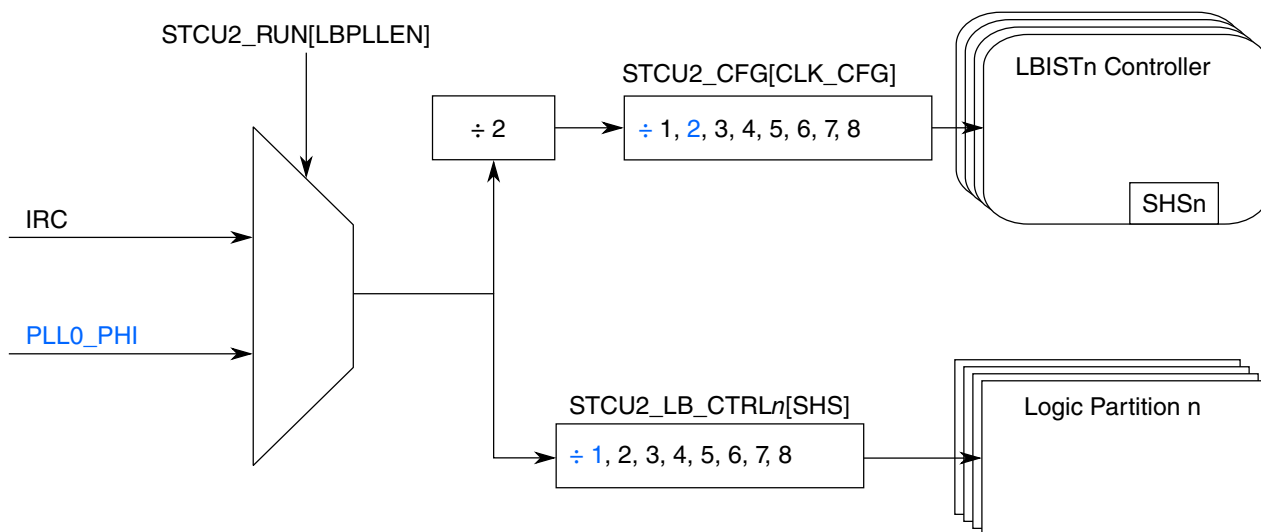 STCU2_RUN[LBPLLEN]
STCU2_CFG[CLK_CFG]
LBISTn Controller
÷ 2
÷ 1, 2, 3, 4, 5, 6, 7, 8
SHSn
IRC
PLL0_PHI
STCU2_LB_CTRLn[SHS]
Logic Partition n
÷ 1, 2, 3, 4, 5, 6, 7, 8